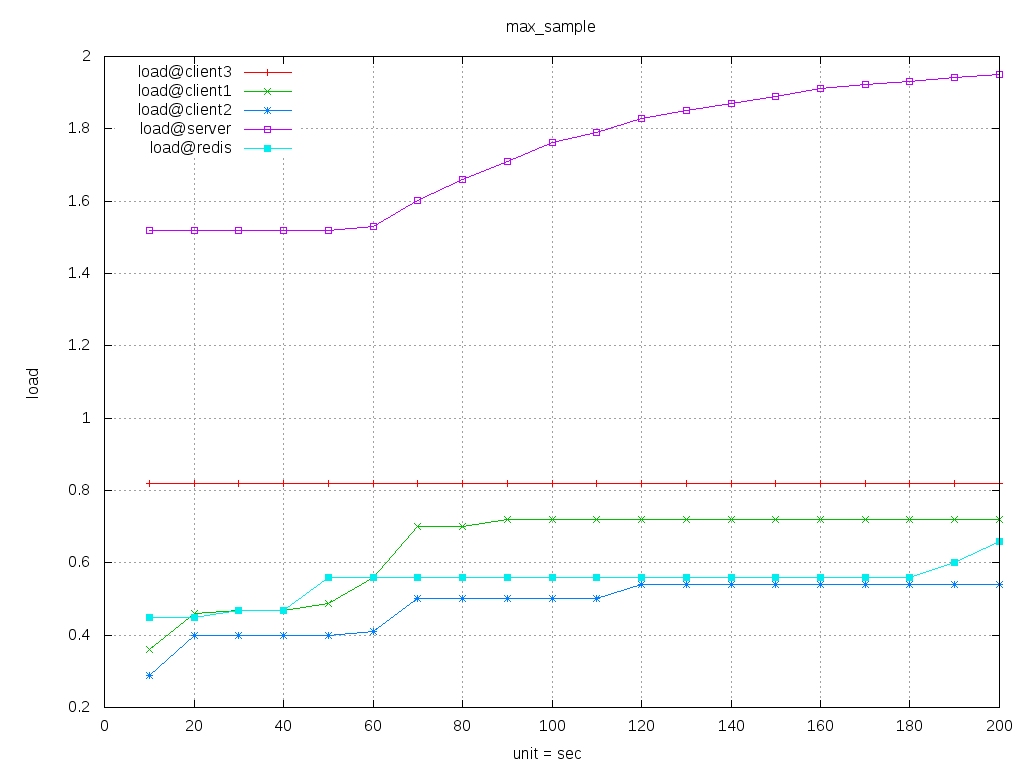 max_sample
2
1.8
1.6
1.4
1.2
1
0.8
0.6
0.4
0.2
load
load@client3
load@client1
load@client2
load@server
load@redis
0 20 40 60 80 100 120 140 160 180 200
unit = sec